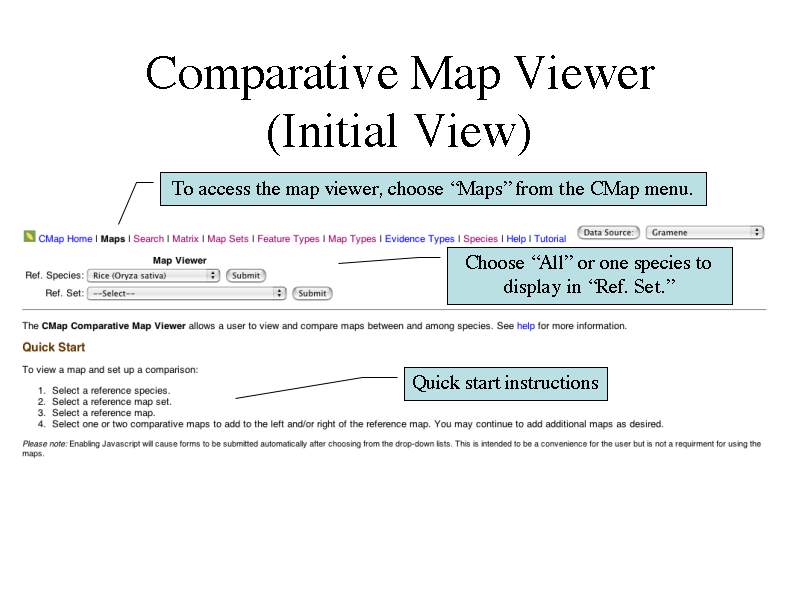 Comparative Map Viewer
(Initial View)
To access the map viewer, choose “Maps” from the CMap menu.
CMap Home | Maps | Search | Matrix | Map Sets | Feature Types | Map Types | Evidence Types | Species | Help | Tutorial Data Source: Gramene
Map Viewer
Ref. Species: Rice (Oryza sativa) Submit
Ref. Set: --Select-- Submit
Choose “All” or one species to
display in “Ref. Set.”
The CMap Comparative Map Viewer allows a user to view and compare maps between and among species. See help for more information.
Quick Start
To view a map and set up a comparison:
1. Select a reference species.
2. Select a reference map set.
3. Select a reference map.
4. Select one or two comparative maps to add to the left and/or right of the reference map. You may continue to add additional maps as desired.
Quick start instructions
Please note: Enabling Javascript will cause forms to be submitted automatically after choosing from the drop-down lists. This is intended to be a convenience for the user but is not a requirment for using the
maps.